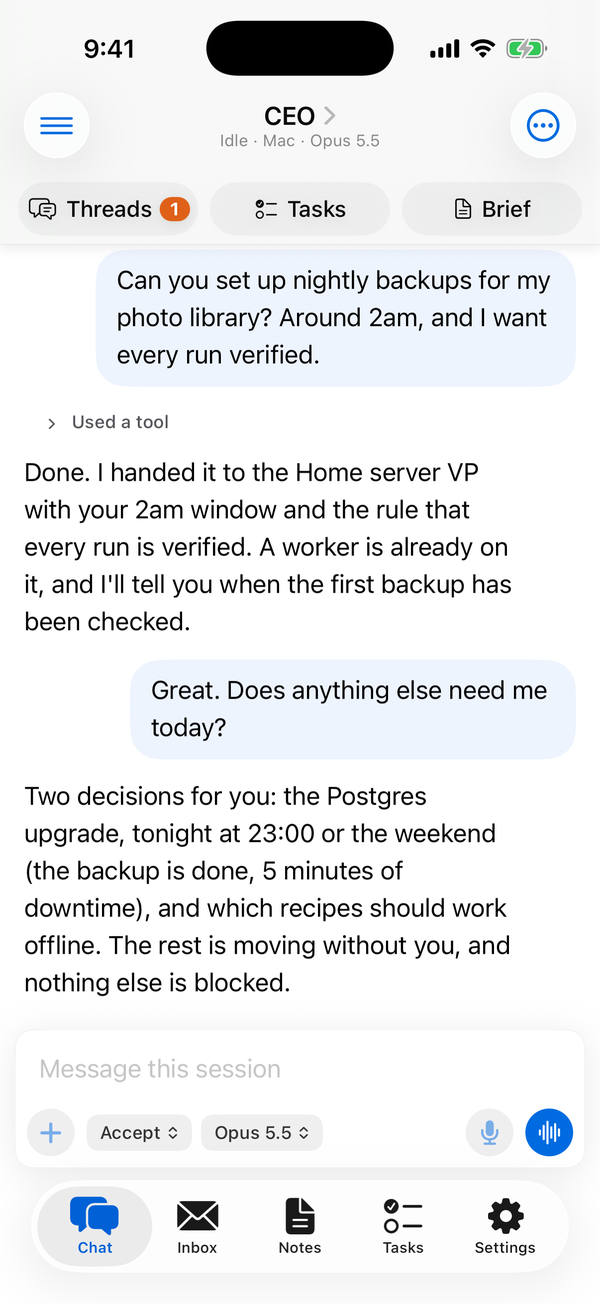 9:41
CEO
Idle · Mac · Opus 5.5
Threads 1
Tasks
Brief
Can you set up nightly backups for my
photo library? Around 2am, and I want
every run verified.
Used a tool
Done. I handed it to the Home server VP
with your 2am window and the rule that
every run is verified. A worker is already on
it, and I'll tell you when the first backup has
been checked.
Great. Does anything else need me
today?
Two decisions for you: the Postgres
upgrade, tonight at 23:00 or the weekend
(the backup is done, 5 minutes of
downtime), and which recipes should work
offline. The rest is moving without you, and
nothing else is blocked.
Message this session
Accept
Opus 5.5
Chat
Inbox
Notes
Tasks
Settings